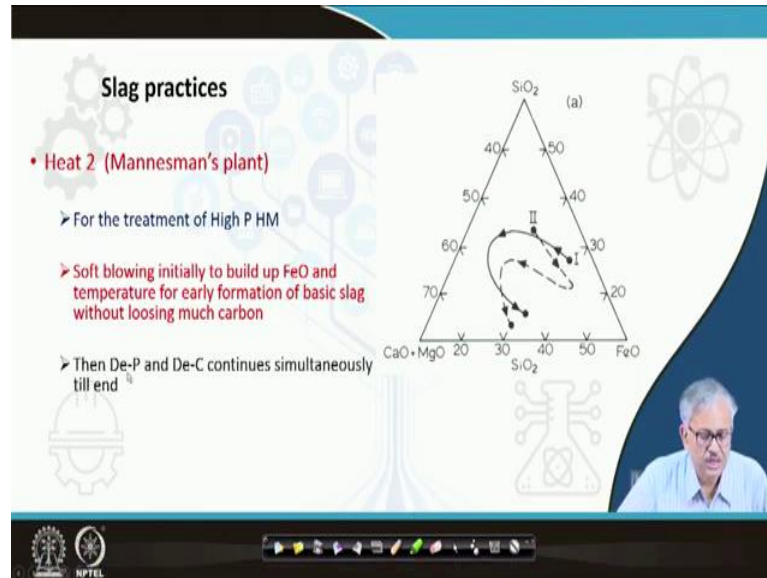 Slag practices
• Heat 2 (Mannesman's plant)
➤For the treatment of High P HM
➤Soft blowing initially to build up FeO and
temperature for early formation of basic slag
without loosing much carbon
➤Then De-P and De-C continues simultaneously
till end
SiO₂
(a)
40 50
50 40
II
60 30
I
70 20
CaO+MgO 20 30 40 50 FeO
SiO₂
NPTEL